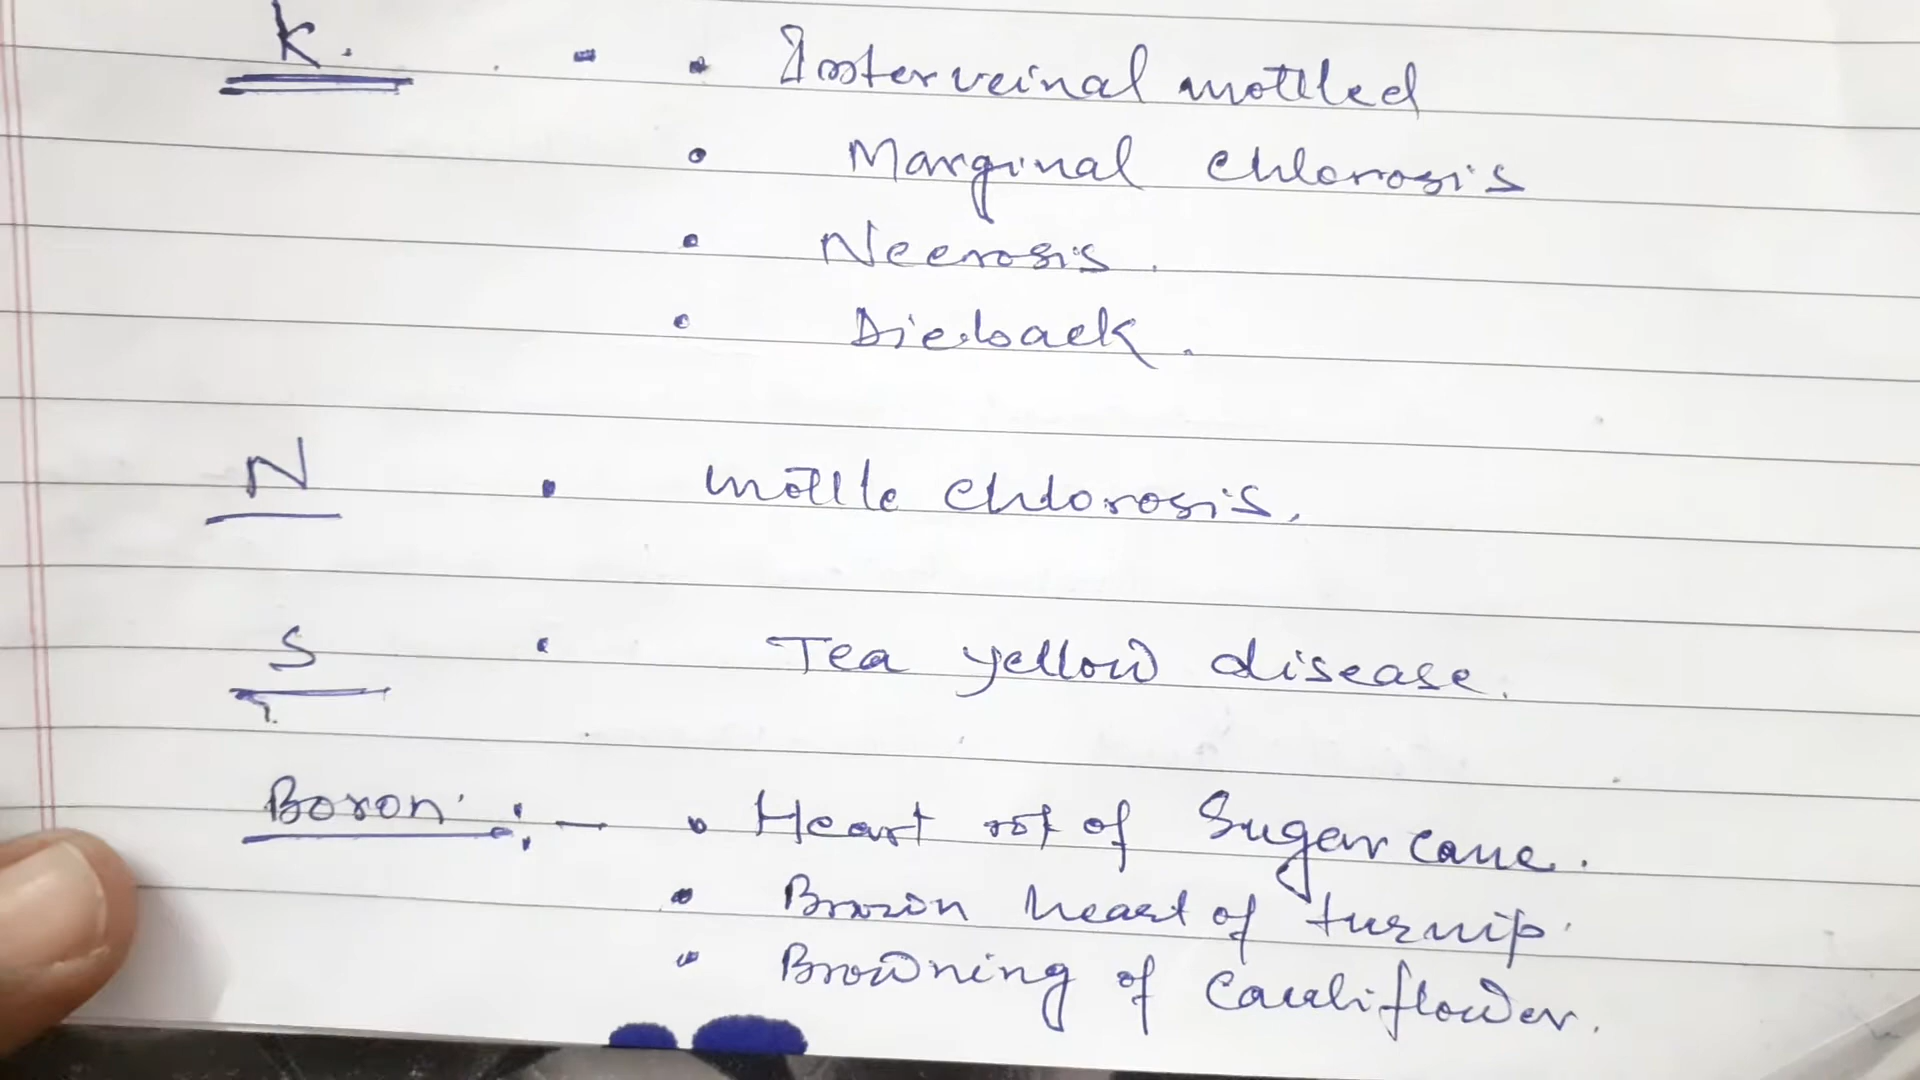 K. - • Interveinal mottled
• Marginal chlorosis
• Necrosis.
• Dieback.
N • mottle chlorosis.
S • Tea yellow disease.
Boron :- • Heart rot of Sugarcane.
• Brown heart of turnip.
• Browning of Cauliflower.